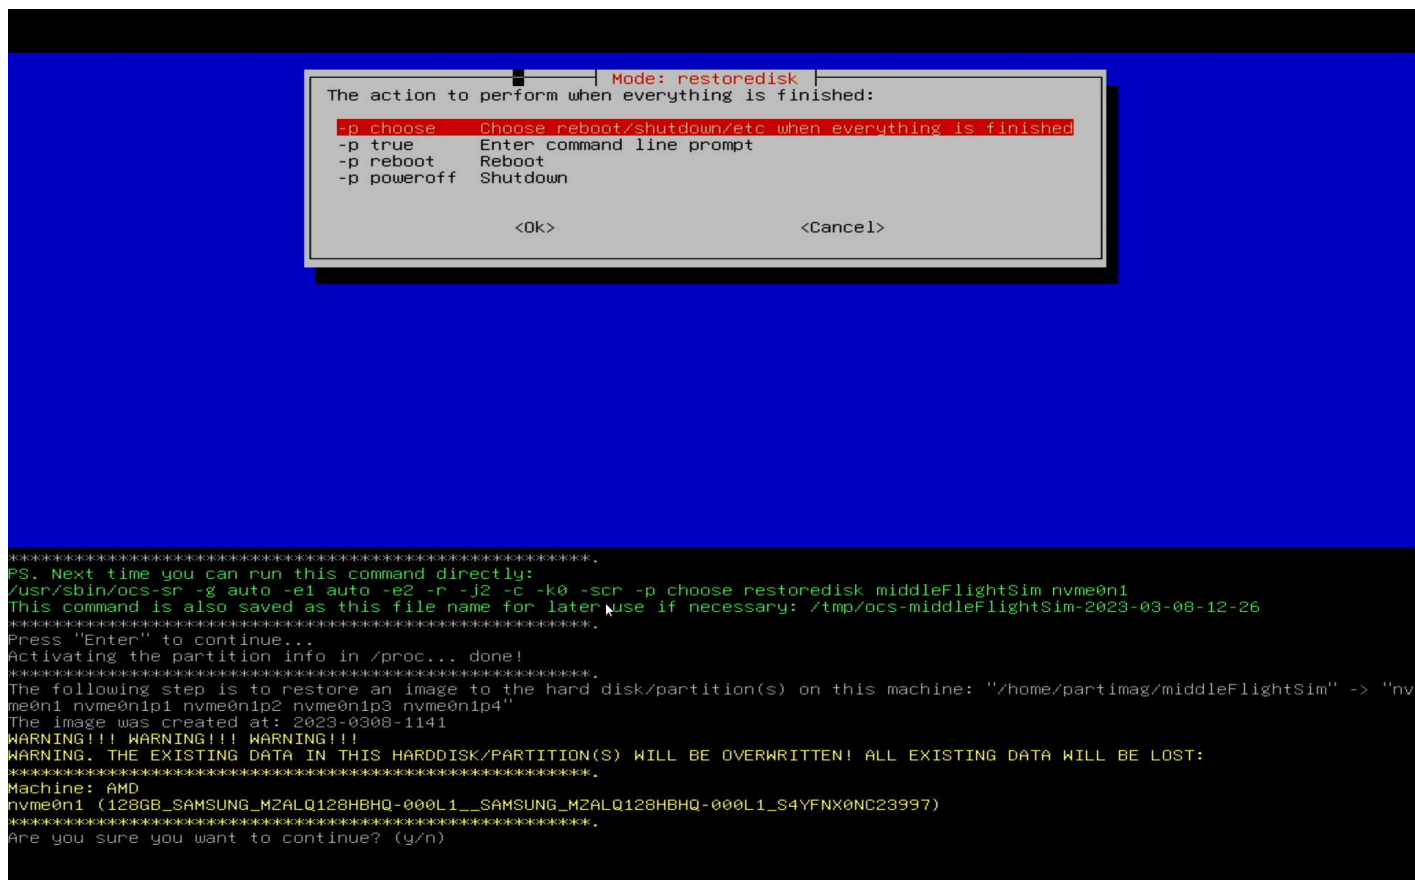 Mode: restoredisk
The action to perform when everything is finished:
-p choose Choose reboot/shutdown/etc when everything is finished
-p true Enter command line prompt
-p reboot Reboot
-p poweroff Shutdown
<Ok> <Cancel>
*******************************************************.
PS. Next time you can run this command directly:
/usr/sbin/ocs-sr -g auto -e1 auto -e2 -r -j2 -c -k0 -scr -p choose restoredisk middleFlightSim nvme0n1
This command is also saved as this file name for later use if necessary: /tmp/ocs-middleFlightSim-2023-03-08-12-26
*******************************************************.
Press "Enter" to continue...
Activating the partition info in /proc... done!
*******************************************************.
The following step is to restore an image to the hard disk/partition(s) on this machine: "/home/partimag/middleFlightSim" -> "nv
me0n1 nvme0n1p1 nvme0n1p2 nvme0n1p3 nvme0n1p4"
The image was created at: 2023-0308-1141
WARNING!!! WARNING!!! WARNING!!!
WARNING. THE EXISTING DATA IN THIS HARDDISK/PARTITION(S) WILL BE OVERWRITTEN! ALL EXISTING DATA WILL BE LOST:
*******************************************************.
Machine: AMD
nvme0n1 (128GB_SAMSUNG_MZALQ128HBHQ-000L1__SAMSUNG_MZALQ128HBHQ-000L1_S4YFNX0NC23997)
*******************************************************.
Are you sure you want to continue? (y/n)